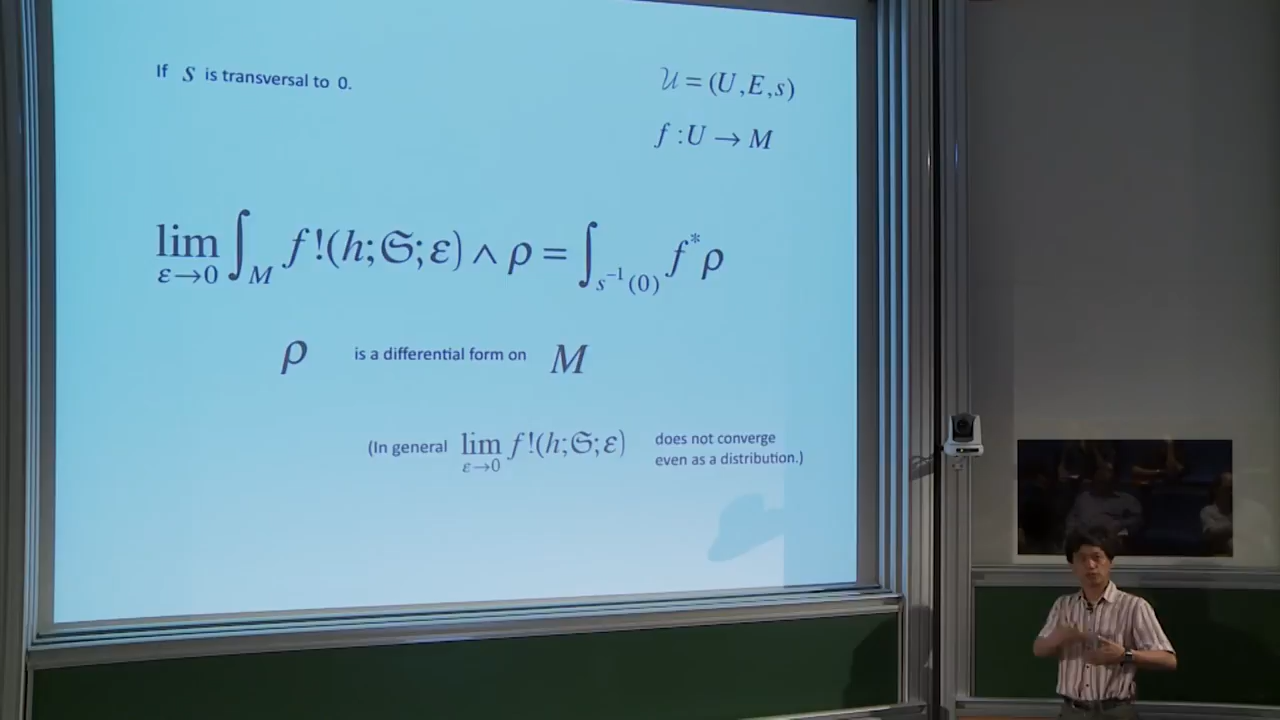 If S is transversal to 0.
𝒰 = (U,E,s)
f : U → M
lim_{ε→0} ∫_M f!(h;𝔖;ε) ∧ ρ = ∫_{s⁻¹(0)} f*ρ
ρ is a differential form on M
(In general lim_{ε→0} f!(h;𝔖;ε) does not converge
even as a distribution.)